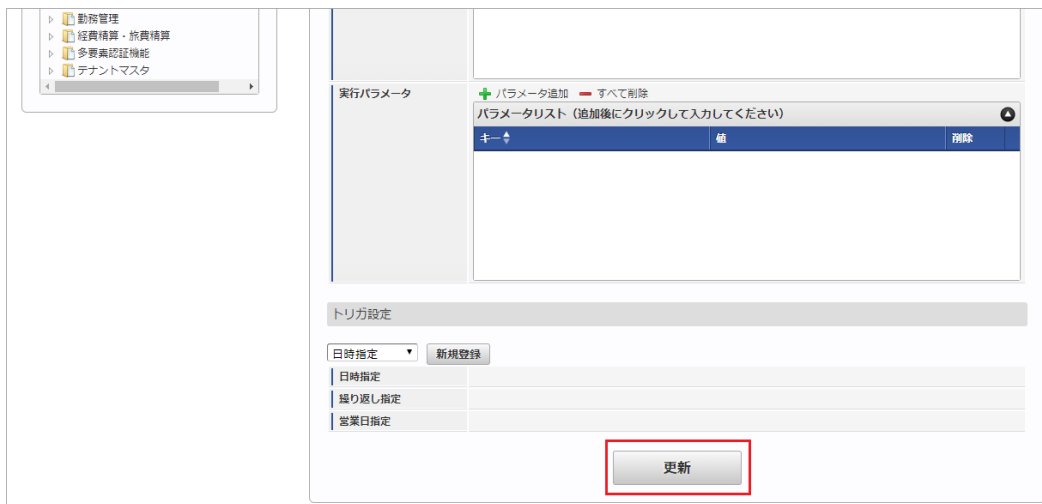 勤務管理
経費精算・旅費精算
多要素認証機能
テナントマスタ
実行パラメータ
パラメータ追加 すべて削除
パラメータリスト（追加後にクリックして入力してください）
キー 値 削除
トリガ設定
日時指定 新規登録
日時指定
繰り返し指定
営業日指定
更新